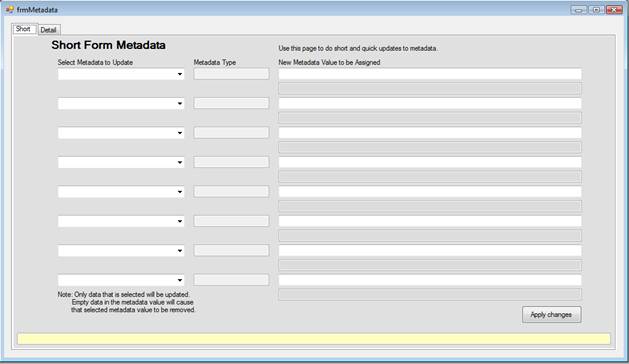 frmMetadata
Short Detail
Short Form Metadata
Use this page to do short and quick updates to metadata.
Select Metadata to Update Metadata Type New Metadata Value to be Assigned
Note: Only data that is selected will be updated.
Empty data in the metadata value will cause
that selected metadata value to be removed.
Apply changes